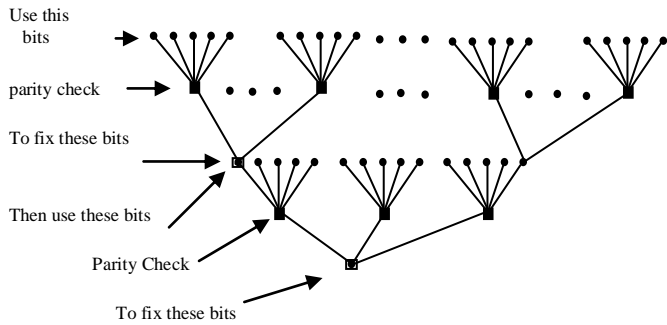 Use this
bits
parity check
To fix these bits
Then use these bits
Parity Check
To fix these bits